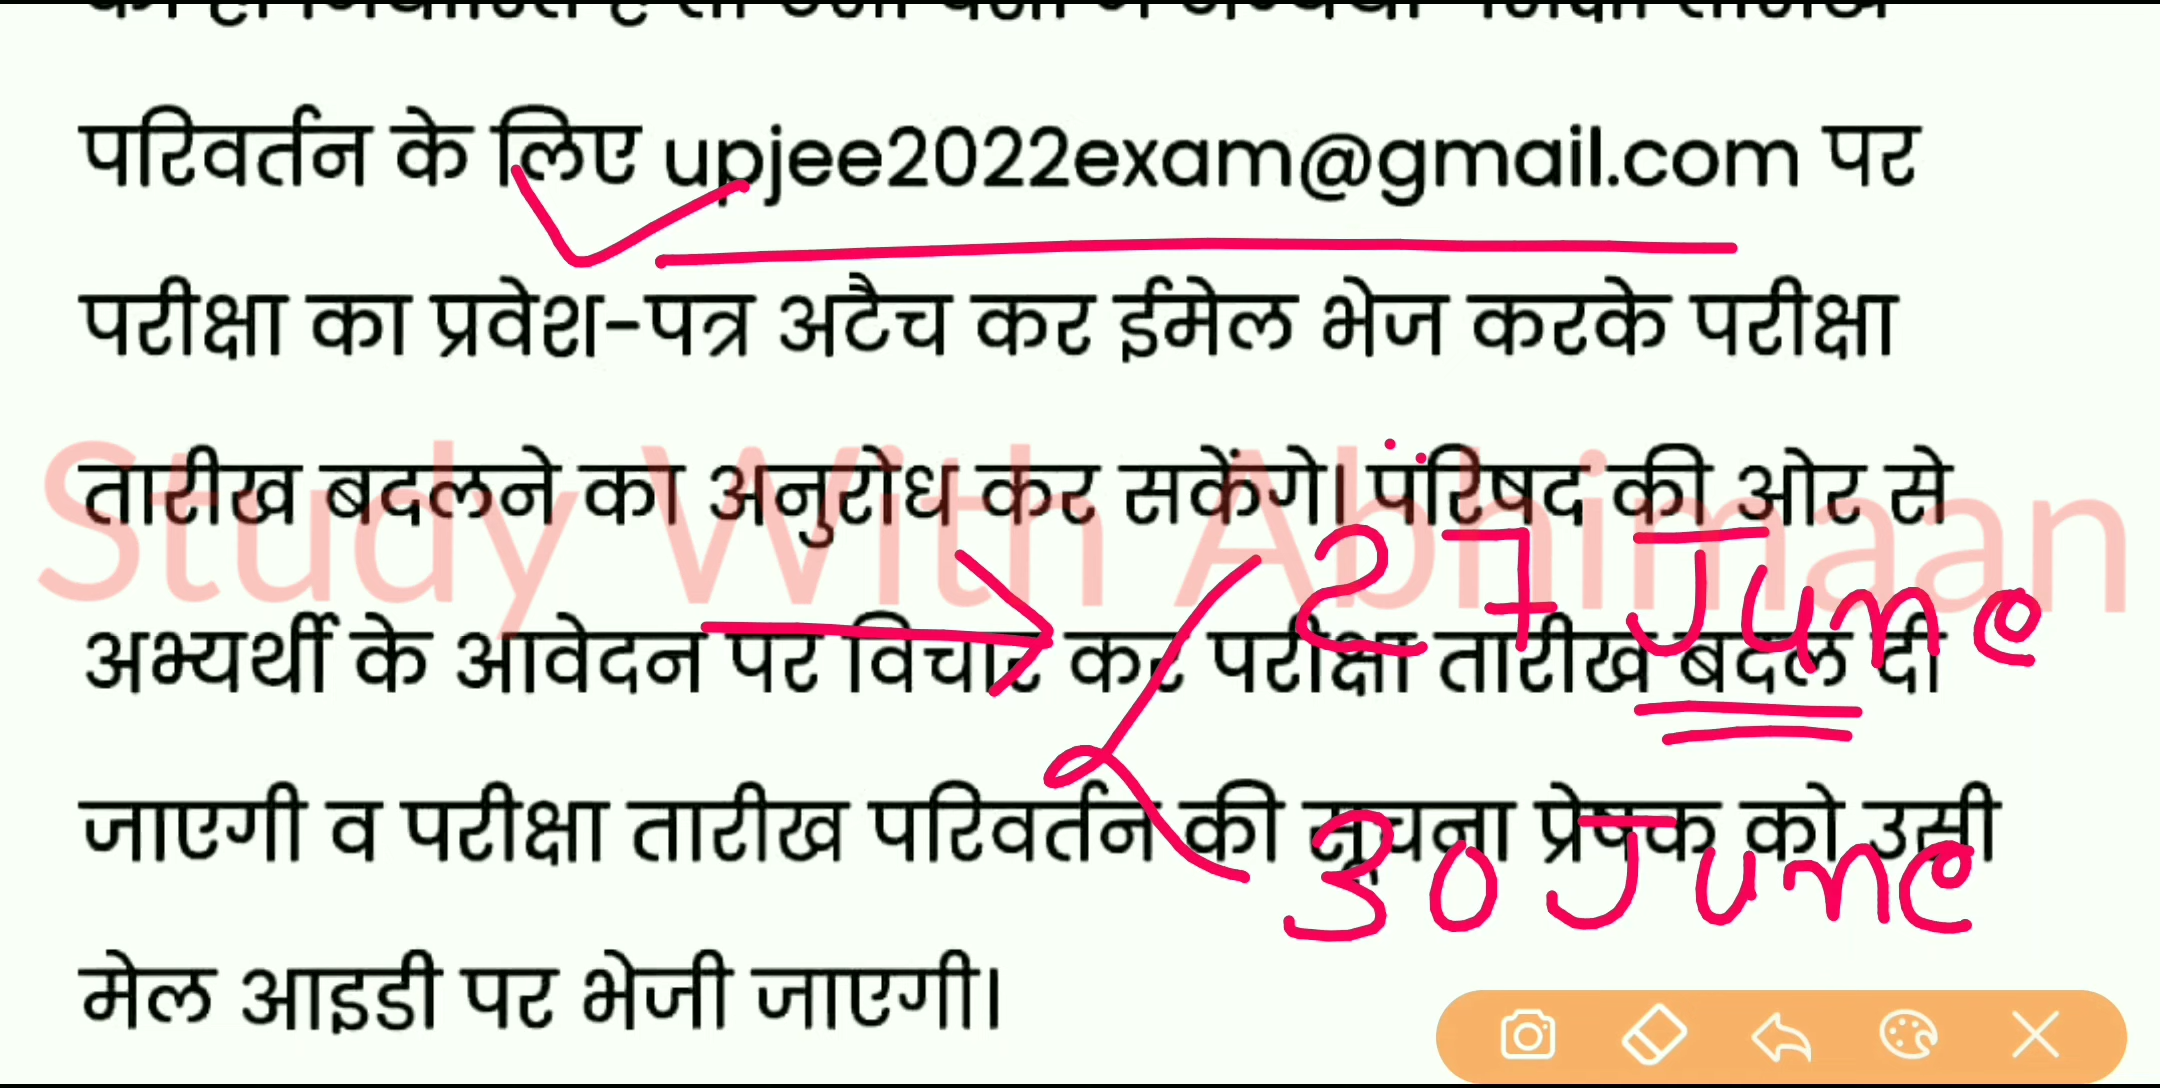 परिवर्तन के लिए upjee2022exam@gmail.com पर
परीक्षा का प्रवेश-पत्र अटैच कर ईमेल भेज करके परीक्षा
तारीख बदलने का अनुरोध कर सकेंगे। परिषद की ओर से
Study With Abhimaan
27 June
अभ्यर्थी के आवेदन पर विचार कर परीक्षा तारीख बदल दी
जाएगी व परीक्षा तारीख परिवर्तन की सूचना प्रेषक को उसी
30 June
मेल आइडी पर भेजी जाएगी।